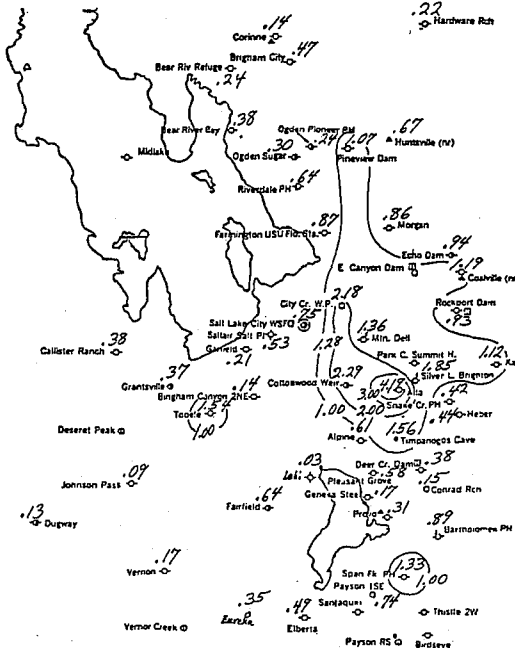 .14
Corinne
.22
Hardware Rch
Brigham City
.47
Bear Riv Refuge
.24
Bear River Bay
.38
Ogden Pioneer PH
.24
1.07
.67
Huntsville (nr)
Midlake
.30
Ogden Sugar
Pineview Dam
Riverdale PH
.64
.87
Farmington USU Fld. Sta.
.86
Morgan
Echo Dam
.94
E Canyon Dam
1.19
Coalville (nr
City Cr. W.P.
2.18
Rockport Dam
.93
Salt Lake City WSFO
.75
Saltair Salt Pl
.53
1.28
1.36
Mtn. Dell
.38
Callister Ranch
Garfield
.21
Park C. Summit H.
1.12
Ka
1.85
Silver L. Brighton
.37
Grantsville
.14
Bingham Canyon 2NE
Cottonwood Weir
2.29
4.18
3.00
Alta
.42
Snake Cr. PH
.44
Heber
Tooele
1.00
1.00
2.00
Deseret Peak
.61
Alpine
1.56
Timpanogos Cave
.03
Lehi
Deer Cr. Dam
.38
.58
Pleasant Grove
.15
Conrad Rch
.09
Johnson Pass
Geneva Steel
.17
.64
Fairfield
Provo
.31
.13
Dugway
.89
Bartholomew PH
.17
Vernon
Span Fk PH
1.33
1.00
Payson 1SE
.74
Santaquin
.35
Eureka
.49
Elberta
Thistle 2W
Vernor Creek
Payson RS
Birdseye